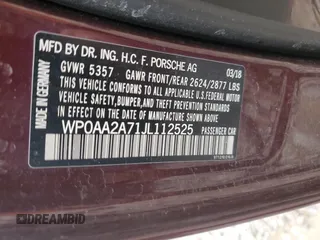 MFD BY DR. ING. H.C. F. PORSCHE AG
03/18
GVWR 5357 GAWR FRONT/REAR 2624/2877 LBS
THIS VEHICLE CONFORMS TO ALL APPLICABLE U.S. FEDERAL
MOTOR VEHICLE SAFETY, BUMPER, AND THEFT PREVENTION
STANDARDS IN EFFECT ON THE DATE OF MANUFACTURE SHOWN ABOVE
WP0AA2A71JL112525
PASSENGER CAR
MADE IN GERMANY
DREAMBID